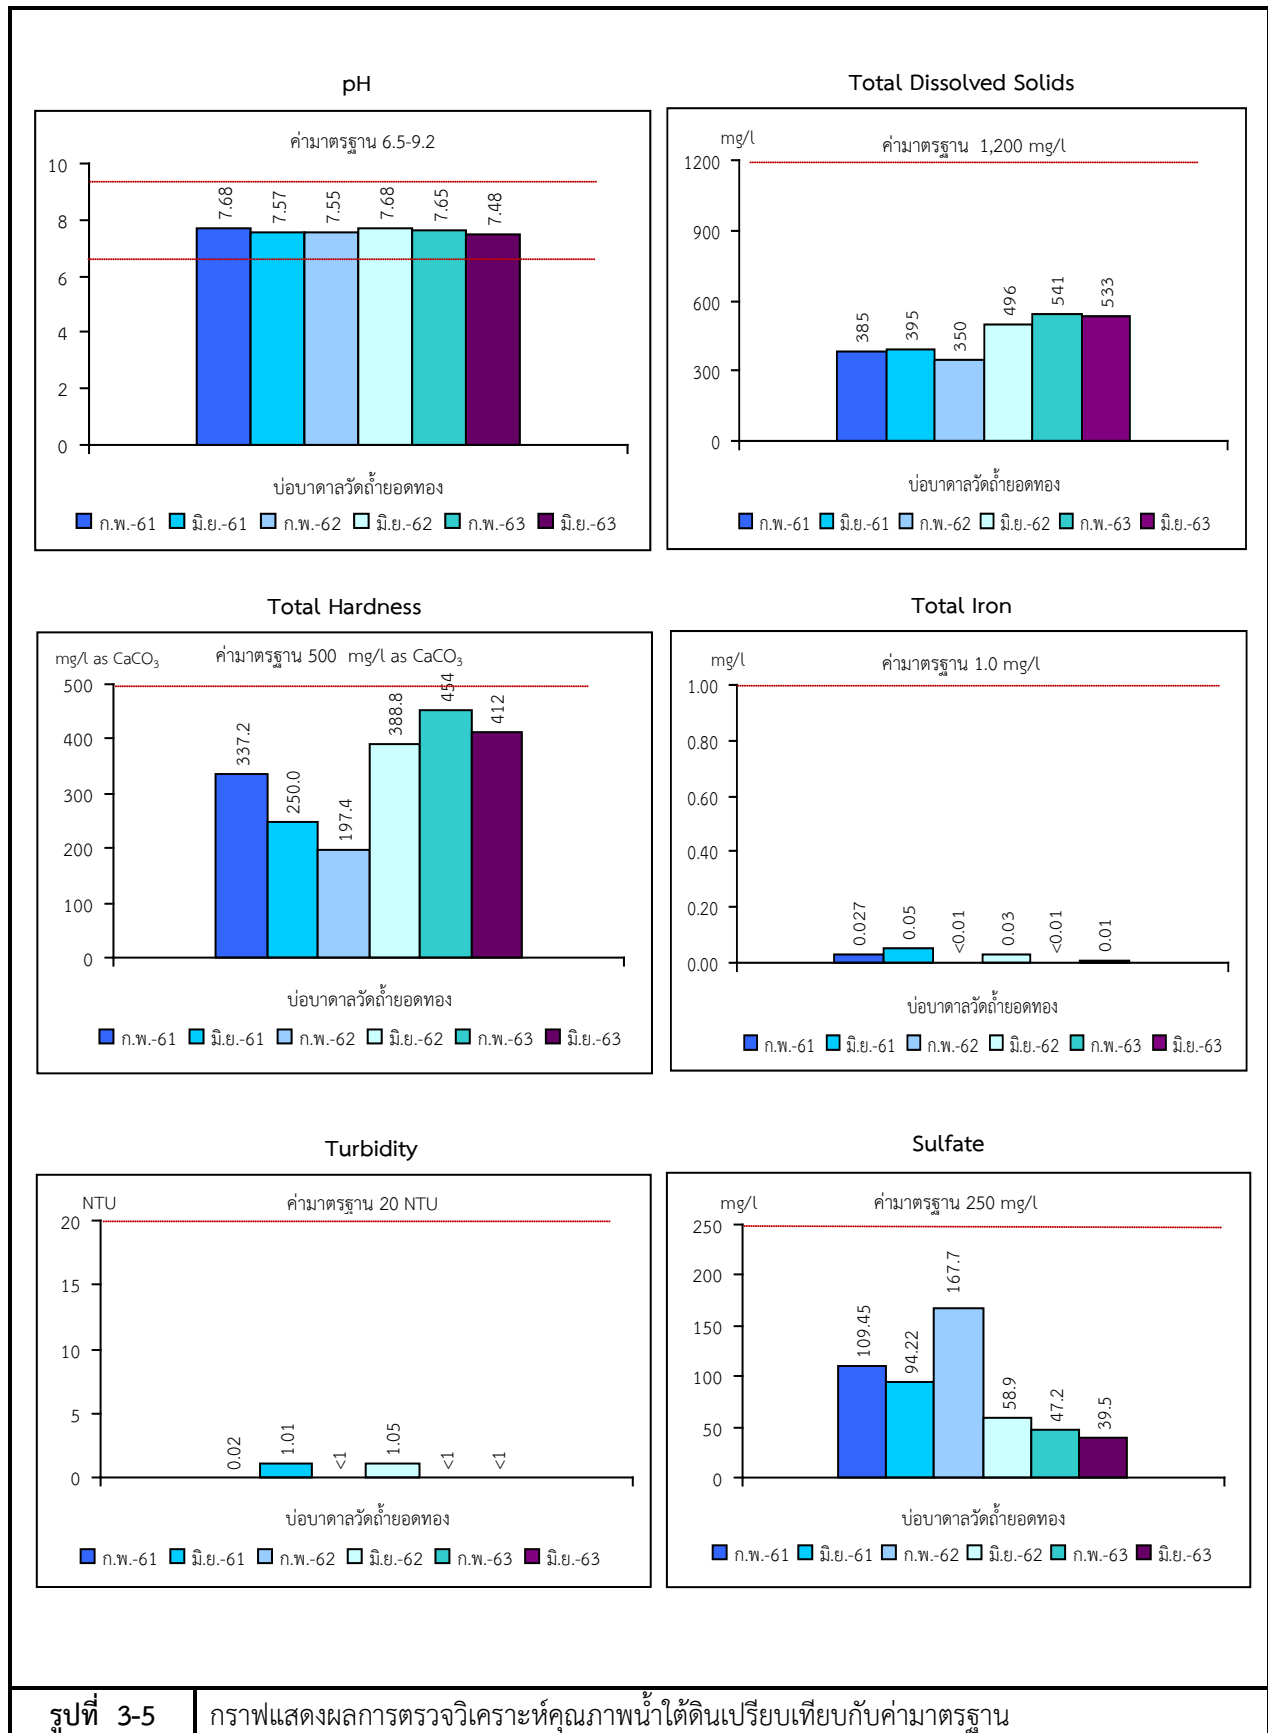 pH
ค่ามาตรฐาน 6.5-9.2
10
8
6
4
2
0
7.68
7.57
7.55
7.68
7.65
7.48
บ่อบาดาลวัดถ้ำยอดทอง
ก.พ.-61 มิ.ย.-61 ก.พ.-62 มิ.ย.-62 ก.พ.-63 มิ.ย.-63
Total Dissolved Solids
mg/l
ค่ามาตรฐาน 1,200 mg/l
1200
900
600
300
0
385
395
350
496
541
533
บ่อบาดาลวัดถ้ำยอดทอง
ก.พ.-61 มิ.ย.-61 ก.พ.-62 มิ.ย.-62 ก.พ.-63 มิ.ย.-63
Total Hardness
mg/l as CaCO₃
ค่ามาตรฐาน 500 mg/l as CaCO₃
500
400
300
200
100
0
337.2
250.0
197.4
388.8
454
412
บ่อบาดาลวัดถ้ำยอดทอง
ก.พ.-61 มิ.ย.-61 ก.พ.-62 มิ.ย.-62 ก.พ.-63 มิ.ย.-63
Total Iron
mg/l
ค่ามาตรฐาน 1.0 mg/l
1.00
0.80
0.60
0.40
0.20
0.00
0.027
0.05
<0.01
0.03
<0.01
0.01
บ่อบาดาลวัดถ้ำยอดทอง
ก.พ.-61 มิ.ย.-61 ก.พ.-62 มิ.ย.-62 ก.พ.-63 มิ.ย.-63
Turbidity
NTU
ค่ามาตรฐาน 20 NTU
20
15
10
5
0
0.02
1.01
<1
1.05
<1
<1
บ่อบาดาลวัดถ้ำยอดทอง
ก.พ.-61 มิ.ย.-61 ก.พ.-62 มิ.ย.-62 ก.พ.-63 มิ.ย.-63
Sulfate
mg/l
ค่ามาตรฐาน 250 mg/l
250
200
150
100
50
0
109.45
94.22
167.7
58.9
47.2
39.5
บ่อบาดาลวัดถ้ำยอดทอง
ก.พ.-61 มิ.ย.-61 ก.พ.-62 มิ.ย.-62 ก.พ.-63 มิ.ย.-63
รูปที่ 3-5 กราฟแสดงผลการตรวจวิเคราะห์คุณภาพน้ำใต้ดินเปรียบเทียบกับค่ามาตรฐาน